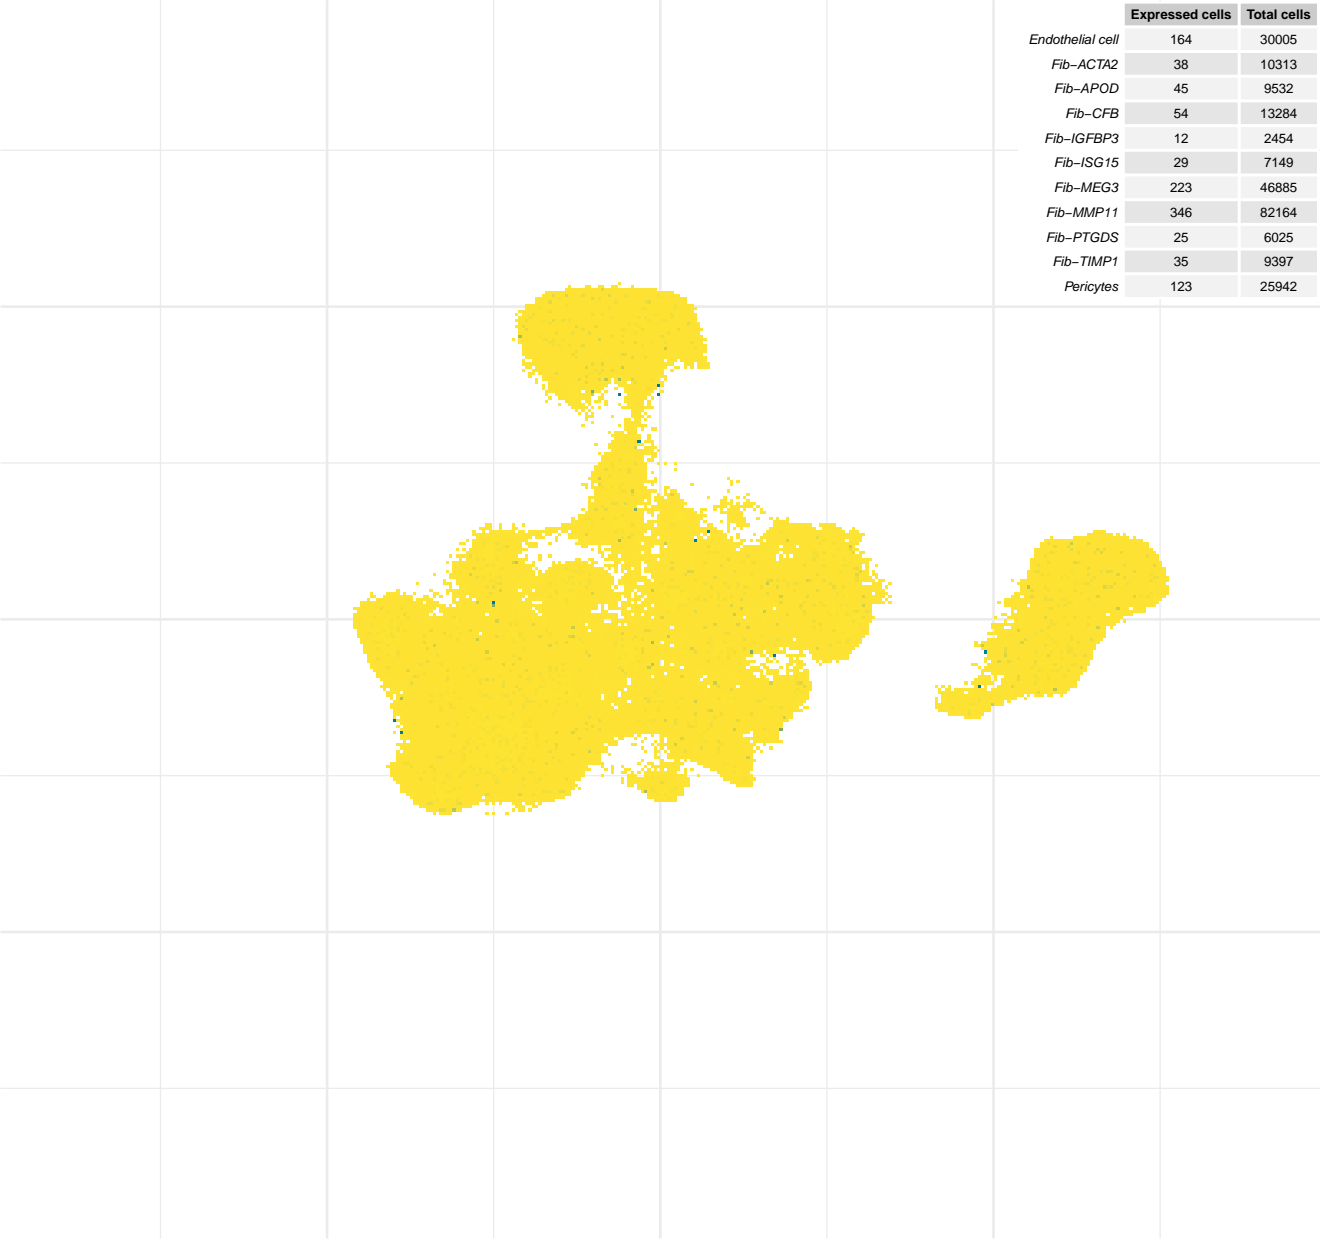 Expressed cells Total cells
Endothelial cell 164 30005
Fib−ACTA2 38 10313
Fib−APOD 45 9532
Fib−CFB 54 13284
Fib−IGFBP3 12 2454
Fib−ISG15 29 7149
Fib−MEG3 223 46885
Fib−MMP11 346 82164
Fib−PTGDS 25 6025
Fib−TIMP1 35 9397
Pericytes 123 25942